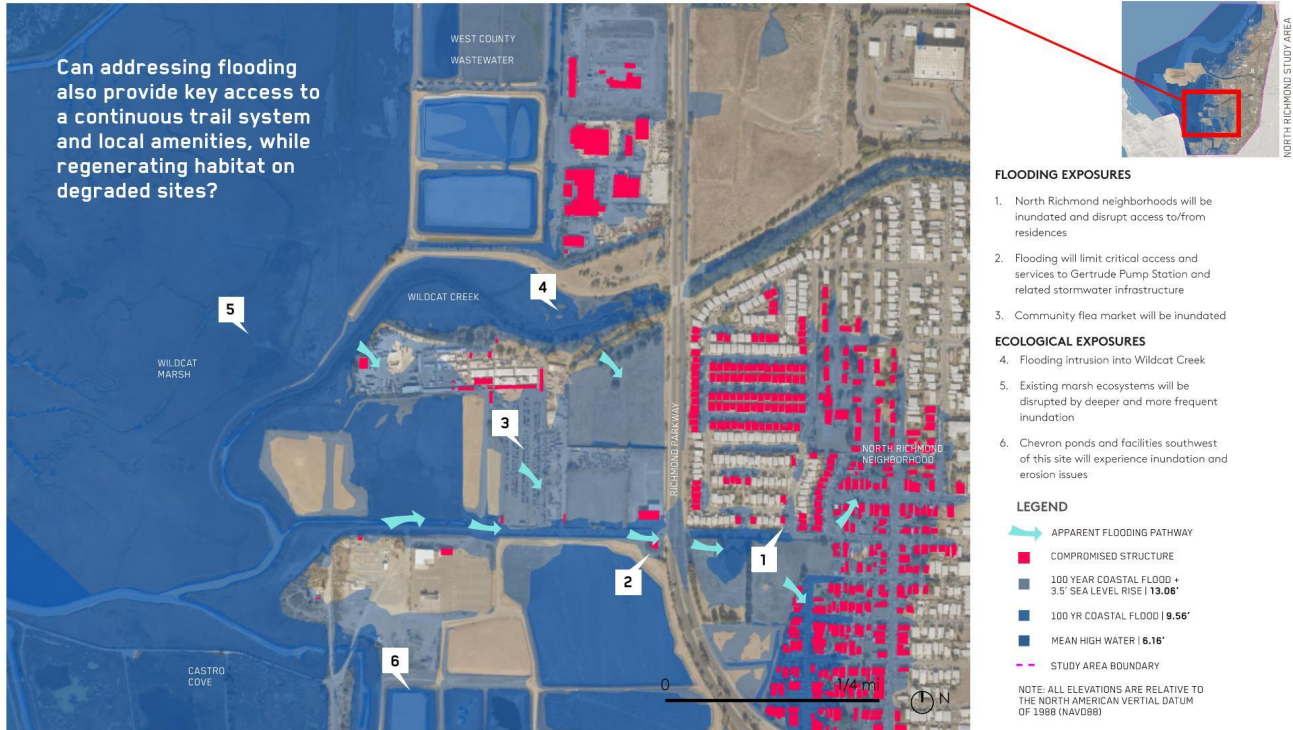 Can addressing flooding
also provide key access to
a continuous trail system
and local amenities, while
regenerating habitat on
degraded sites?
WEST COUNTY
WASTEWATER
WILDCAT CREEK
4
5
WILDCAT
MARSH
3
RICHMOND PARKWAY
NORTH RICHMOND
NEIGHBORHOOD
1
2
6
CASTRO
COVE
0
1/4 mi
N
NORTH RICHMOND STUDY AREA
FLOODING EXPOSURES
1. North Richmond neighborhoods will be
inundated and disrupt access to/from
residences
2. Flooding will limit critical access and
services to Gertrude Pump Station and
related stormwater infrastructure
3. Community flea market will be inundated
ECOLOGICAL EXPOSURES
4. Flooding intrusion into Wildcat Creek
5. Existing marsh ecosystems will be
disrupted by deeper and more frequent
inundation
6. Chevron ponds and facilities southwest
of this site will experience inundation and
erosion issues
LEGEND
APPARENT FLOODING PATHWAY
COMPROMISED STRUCTURE
100 YEAR COASTAL FLOOD +
3.5' SEA LEVEL RISE | 13.06'
100 YR COASTAL FLOOD | 9.56'
MEAN HIGH WATER | 6.16'
STUDY AREA BOUNDARY
NOTE: ALL ELEVATIONS ARE RELATIVE TO
THE NORTH AMERICAN VERTIAL DATUM
OF 1988 (NAVD88)